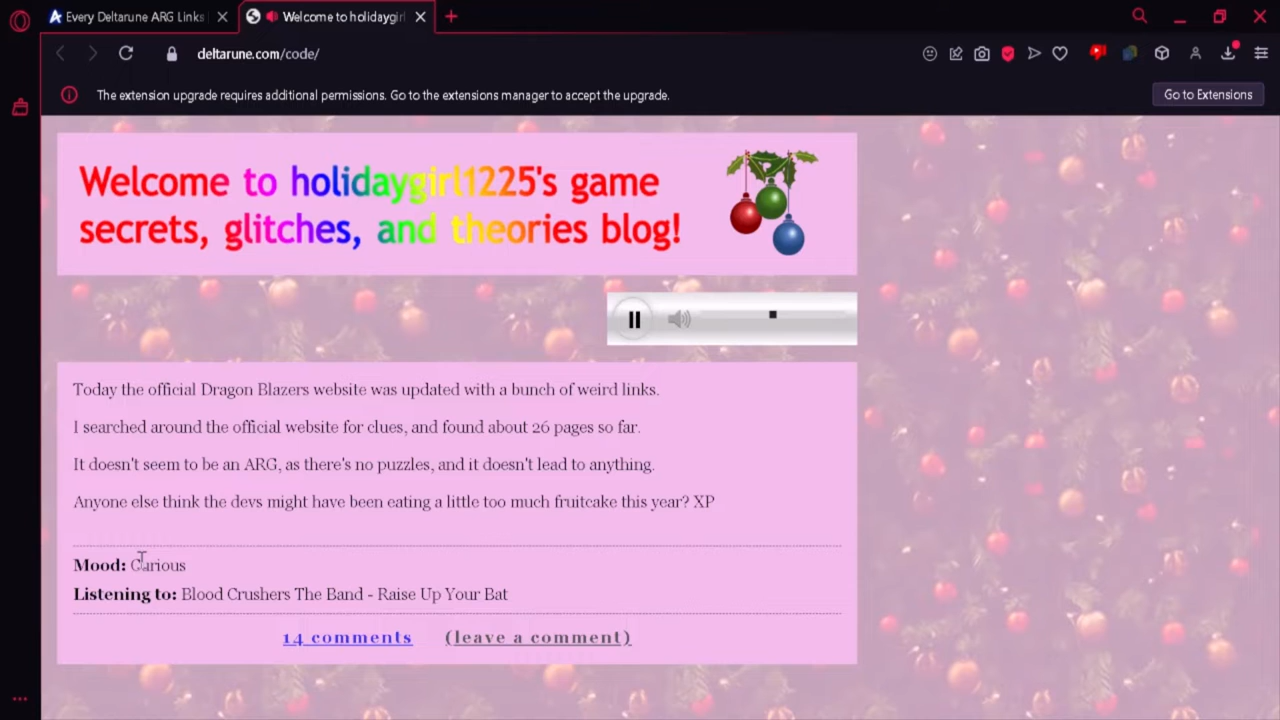 Every Deltarune ARG Links
Welcome to holidaygirl
deltarune.com/code/
The extension upgrade requires additional permissions. Go to the extensions manager to accept the upgrade.
Go to Extensions
Welcome to holidaygirl1225's game
secrets, glitches, and theories blog!
Today the official Dragon Blazers website was updated with a bunch of weird links.
I searched around the official website for clues, and found about 26 pages so far.
It doesn't seem to be an ARG, as there's no puzzles, and it doesn't lead to anything.
Anyone else think the devs might have been eating a little too much fruitcake this year? XP
Mood: Curious
Listening to: Blood Crushers The Band - Raise Up Your Bat
14 comments (leave a comment)